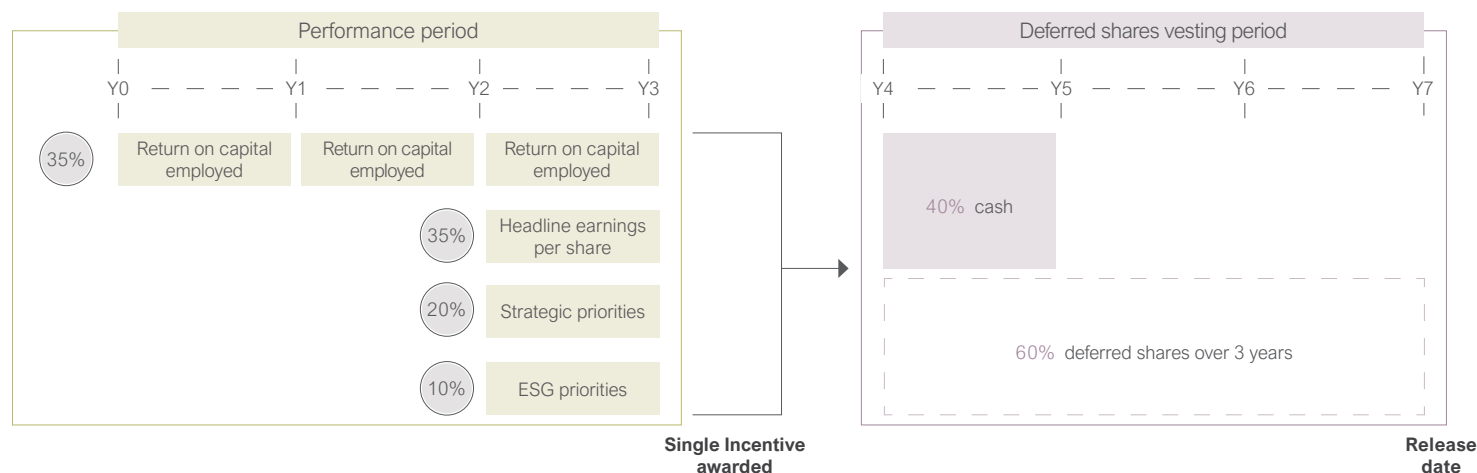 Performance period
Y0
Y1
Y2
Y3
35%
Return on capital
employed
Return on capital
employed
Return on capital
employed
35%
Headline earnings
per share
20%
Strategic priorities
10%
ESG priorities
Single Incentive
awarded
Deferred shares vesting period
Y4
Y5
Y6
Y7
40% cash
60% deferred shares over 3 years
Release
date